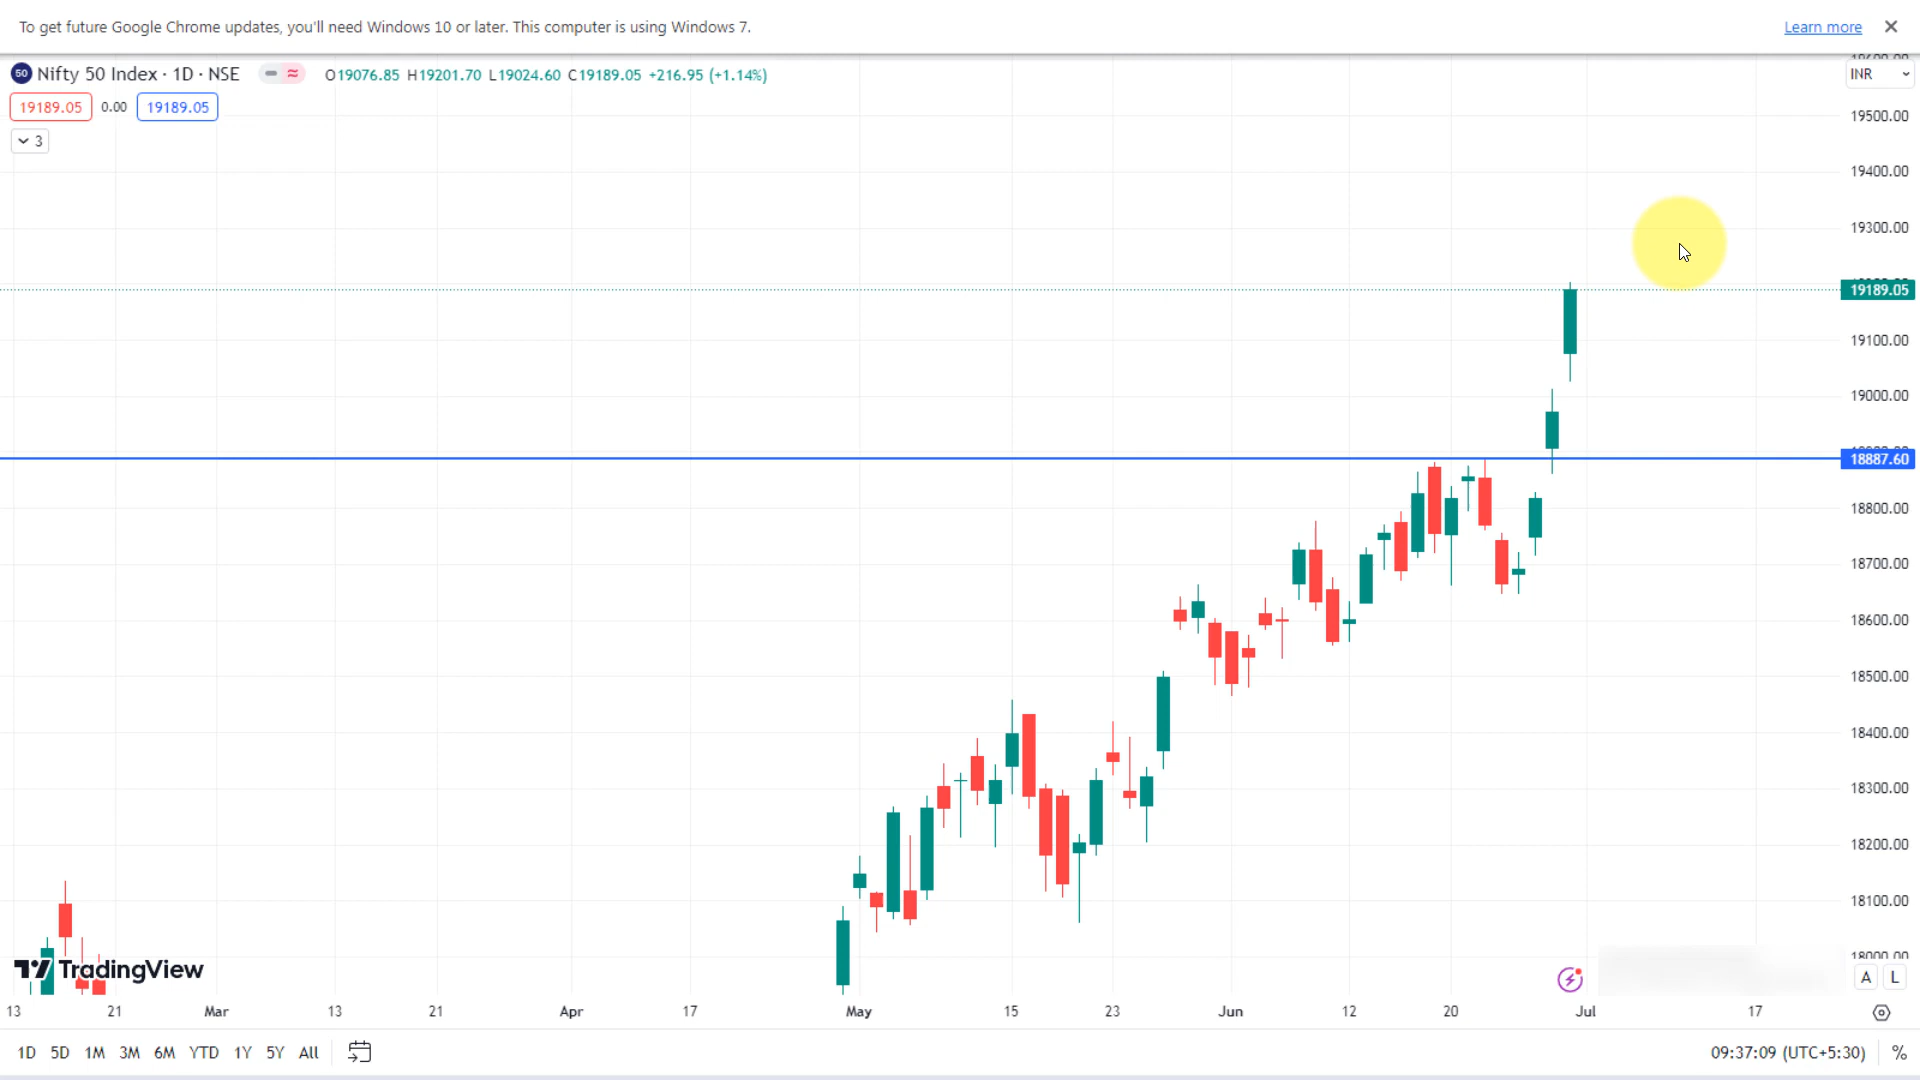 To get future Google Chrome updates, you'll need Windows 10 or later. This computer is using Windows 7.
Learn more
50 Nifty 50 Index · 1D · NSE
O19076.85 H19201.70 L19024.60 C19189.05 +216.95 (+1.14%)
INR
19189.05 0.00 19189.05
3
19500.00
19400.00
19300.00
19189.05
19100.00
19000.00
18887.60
18800.00
18700.00
18600.00
18500.00
18400.00
18300.00
18200.00
18100.00
18000.00
TradingView
A L
13 21 Mar 13 21 Apr 17 May 15 23 Jun 12 20 Jul 17
1D 5D 1M 3M 6M YTD 1Y 5Y All
09:37:09 (UTC+5:30) %